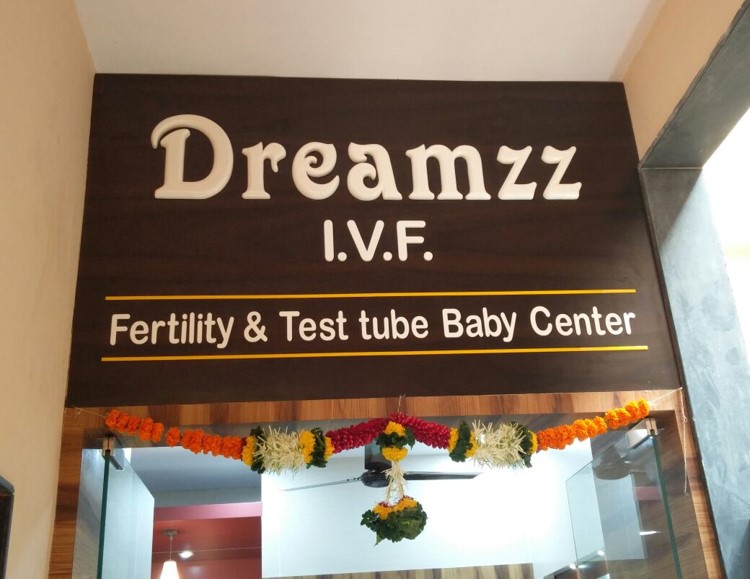 Dreamzz
I.V.F.
Fertility & Test tube Baby Center